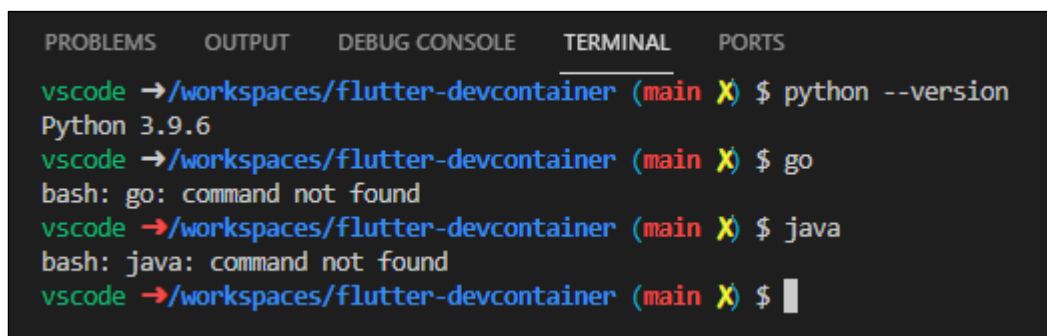 PROBLEMS OUTPUT DEBUG CONSOLE TERMINAL PORTS
vscode ➜/workspaces/flutter-devcontainer (main ✗) $ python --version
Python 3.9.6
vscode ➜/workspaces/flutter-devcontainer (main ✗) $ go
bash: go: command not found
vscode ➜/workspaces/flutter-devcontainer (main ✗) $ java
bash: java: command not found
vscode ➜/workspaces/flutter-devcontainer (main ✗) $